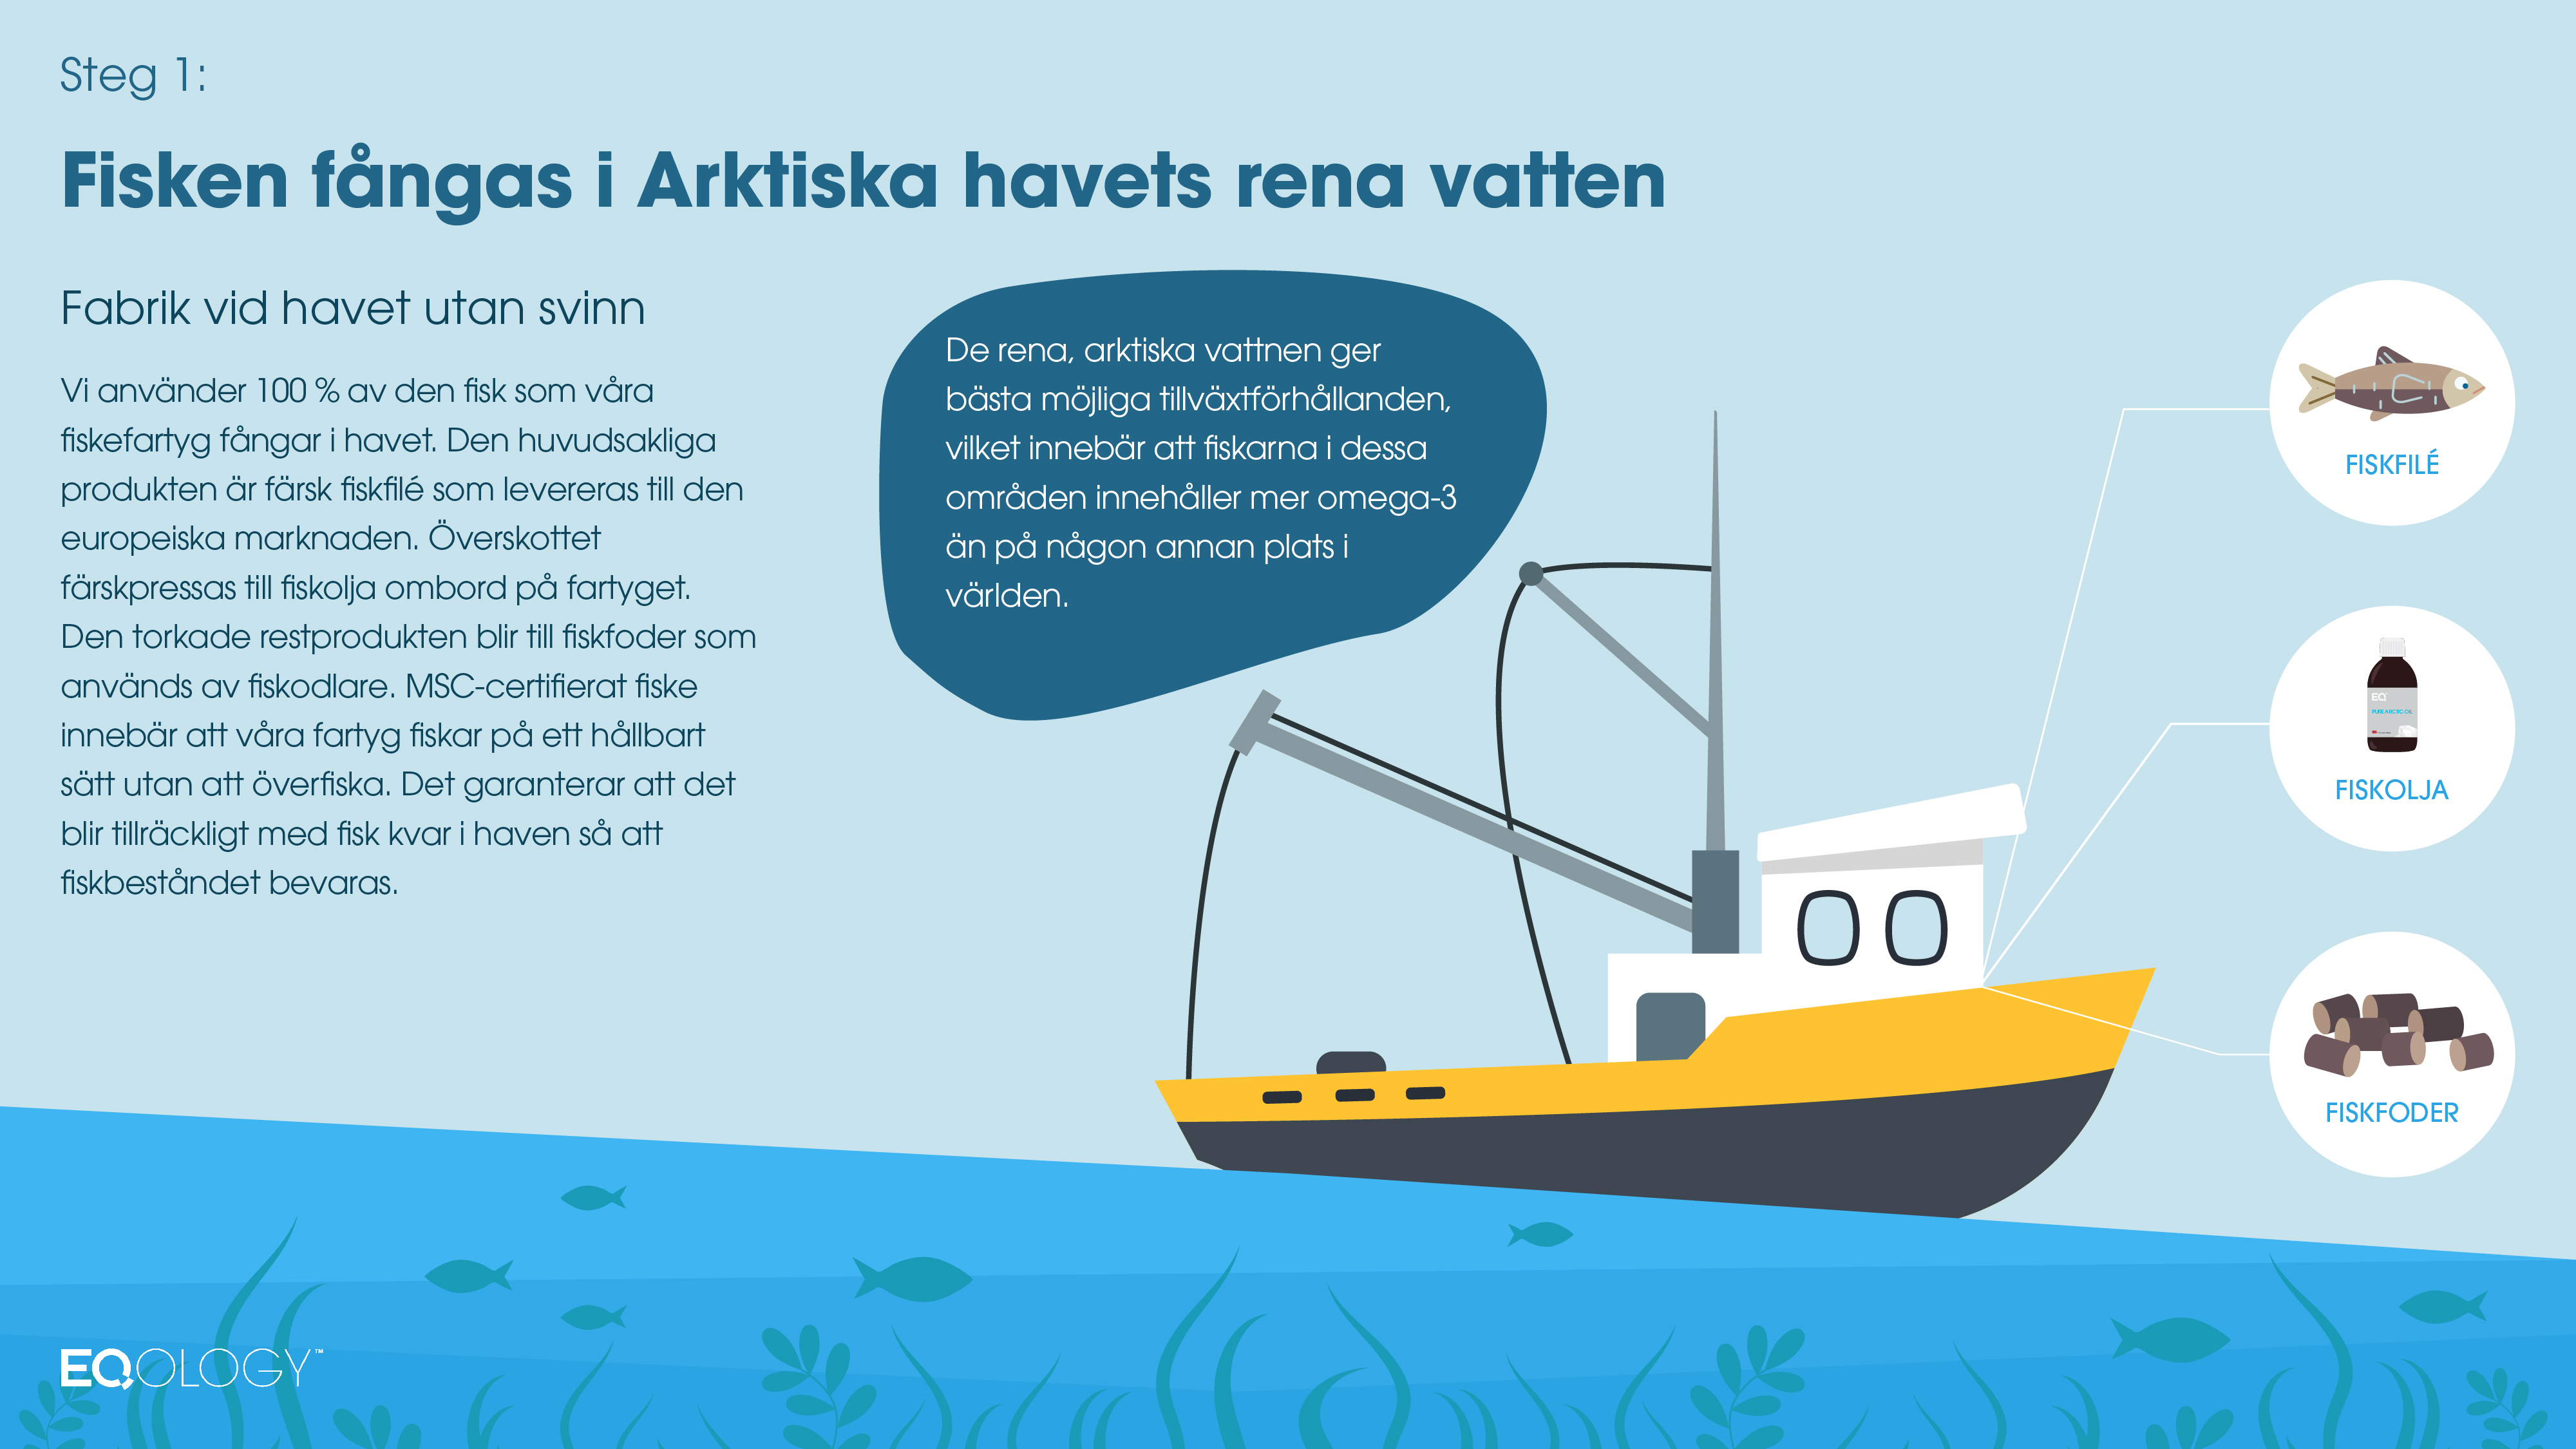 Steg 1:
Fisken fångas i Arktiska havets rena vatten
Fabrik vid havet utan svinn
Vi använder 100 % av den fisk som våra
fiskefartyg fångar i havet. Den huvudsakliga
produkten är färsk fiskfilé som levereras till den
europeiska marknaden. Överskottet
färskpressas till fiskolja ombord på fartyget.
Den torkade restprodukten blir till fiskfoder som
används av fiskodlare. MSC-certifierat fiske
innebär att våra fartyg fiskar på ett hållbart
sätt utan att överfiska. Det garanterar att det
blir tillräckligt med fisk kvar i haven så att
fiskbeståndet bevaras.
De rena, arktiska vattnen ger
bästa möjliga tillväxtförhållanden,
vilket innebär att fiskarna i dessa
områden innehåller mer omega-3
än på någon annan plats i
världen.
FISKFILÉ
EQ
PURE ARCTIC OIL
FISKOLJA
FISKFODER
EQOLOGY™